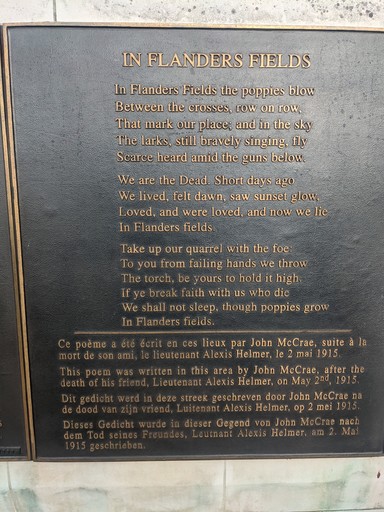 IN FLANDERS FIELDS
In Flanders Fields the poppies blow
Between the crosses, row on row,
That mark our place; and in the sky
The larks, still bravely singing, fly
Scarce heard amid the guns below.
We are the Dead. Short days ago
We lived, felt dawn, saw sunset glow,
Loved, and were loved, and now we lie
In Flanders fields.
Take up our quarrel with the foe:
To you from failing hands we throw
The torch, be yours to hold it high.
If ye break faith with us who die
We shall not sleep, though poppies grow
In Flanders fields.
Ce poème a été écrit en ces lieux par John McCrae, suite à la
mort de son ami, le lieutenant Alexis Helmer, le 2 mai 1915.
This poem was written in this area by John McCrae, after the
death of his friend, Lieutenant Alexis Helmer, on May 2nd, 1915.
Dit gedicht werd in deze streek geschreven door John McCrae na
de dood van zijn vriend, Luitenant Alexis Helmer, op 2 mei 1915.
Dieses Gedicht wurde in dieser Gegend von John McCrae nach
dem Tod seines Freundes, Leutnant Alexis Helmer, am 2. Mai
1915 geschrieben.